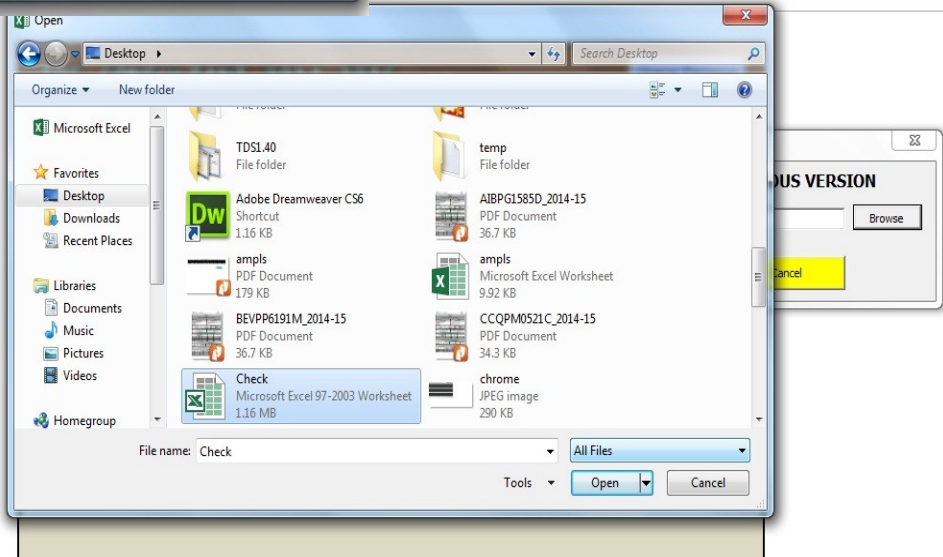 Open
Desktop
Search Desktop
Organize
New folder
Microsoft Excel
Favorites
Desktop
Downloads
Recent Places
Libraries
Documents
Music
Pictures
Videos
Homegroup
File folder
File folder
TDS1.40
File folder
temp
File folder
Dw
Adobe Dreamweaver CS6
Shortcut
1.16 KB
AIBPG1585D_2014-15
PDF Document
36.7 KB
ampls
PDF Document
179 KB
ampls
Microsoft Excel Worksheet
9.92 KB
BEVPP6191M_2014-15
PDF Document
36.7 KB
CCQPM0521C_2014-15
PDF Document
34.3 KB
Check
Microsoft Excel 97-2003 Worksheet
1.16 MB
chrome
JPEG image
290 KB
File name: Check
All Files
Tools
Open
Cancel
OUS VERSION
Browse
Cancel